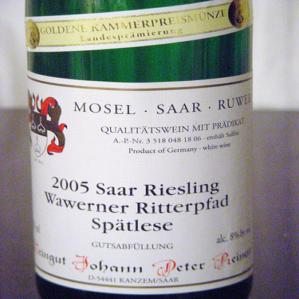 GOLDENE KAMMERPREISMÜNZE
Landesprämierung
MOSEL · SAAR · RUWER
QUALITÄTSWEIN MIT PRÄDIKAT
A.-P.-Nr. 3 518 048 18 06 · enthält Sulfite
Product of Germany · white wine
2005 Saar Riesling
Wawerner Ritterpfad
Spätlese
GUTSABFÜLLUNG
alc. 8%
Weingut Johann Peter
D-54441 KANZEM/SAAR